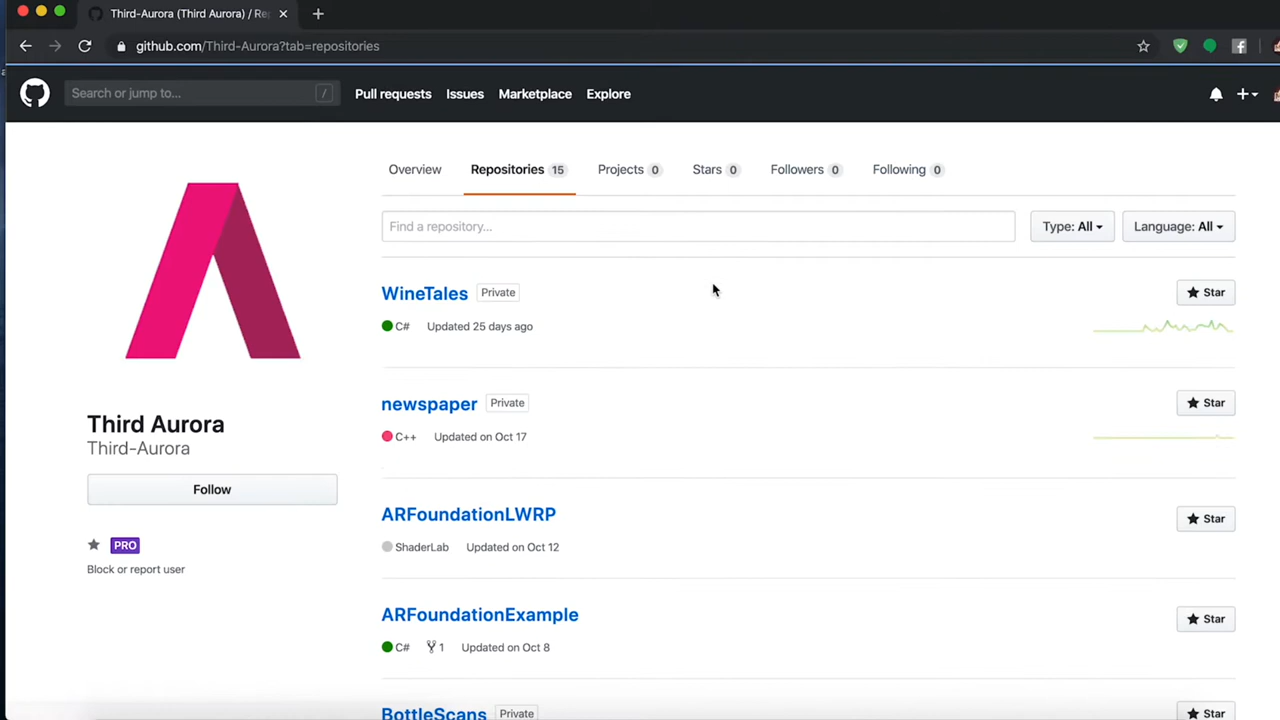 Third-Aurora (Third Aurora) / Re
github.com/Third-Aurora?tab=repositories
Search or jump to... /
Pull requests Issues Marketplace Explore
Overview Repositories 15 Projects 0 Stars 0 Followers 0 Following 0
Find a repository... Type: All Language: All
WineTales Private Star
C# Updated 25 days ago
newspaper Private Star
C++ Updated on Oct 17
Third Aurora
Third-Aurora
Follow
PRO
Block or report user
ARFoundationLWRP Star
ShaderLab Updated on Oct 12
ARFoundationExample Star
C# 1 Updated on Oct 8
BottleScans Private Star